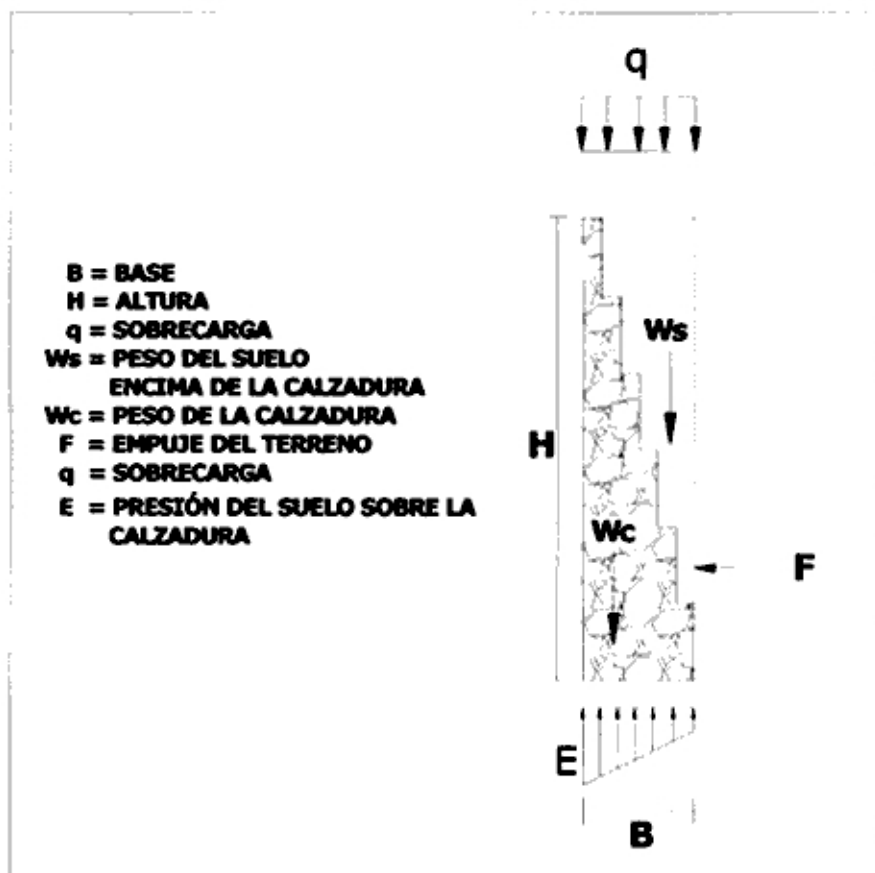 q
B = BASE
H = ALTURA
q = SOBRECARGA
Ws = PESO DEL SUELO
ENCIMA DE LA CALZADURA
Wc = PESO DE LA CALZADURA
F = EMPUJE DEL TERRENO
q = SOBRECARGA
E = PRESIÓN DEL SUELO SOBRE LA
CALZADURA
Ws
H
Wc
F
E
B